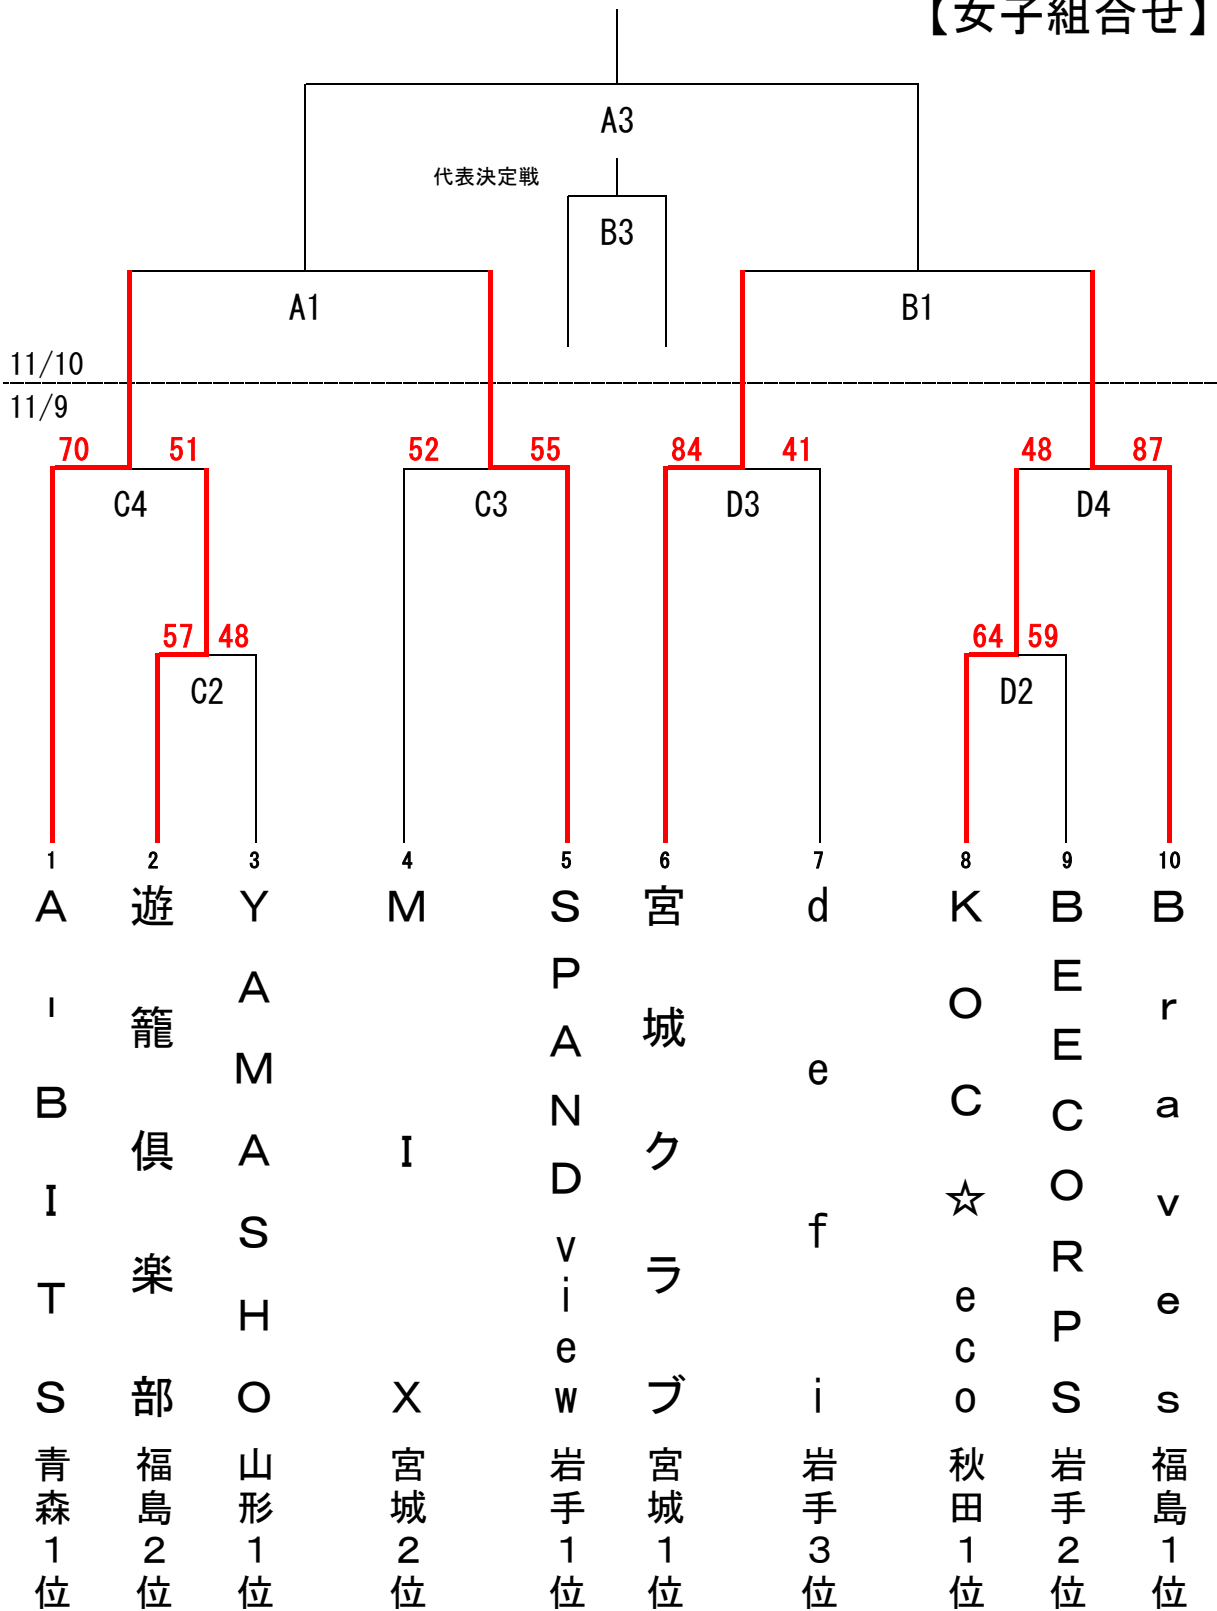 【女子組合せ】
A3
代表決定戦
B3
A1
B1
11/10
11/9
70 51 52 55 84 41 48 87
C4 C3 D3 D4
57 48 64 59
C2 D2
1 2 3 4 5 6 7 8 9 10
A-BITS
遊籠倶楽部
YAMASHO
MIX
SPANDview
宮城クラブ
defi
KOC☆eco
BEECORPS
Braves
青森1位
福島2位
山形1位
宮城2位
岩手1位
宮城1位
岩手3位
秋田1位
岩手2位
福島1位